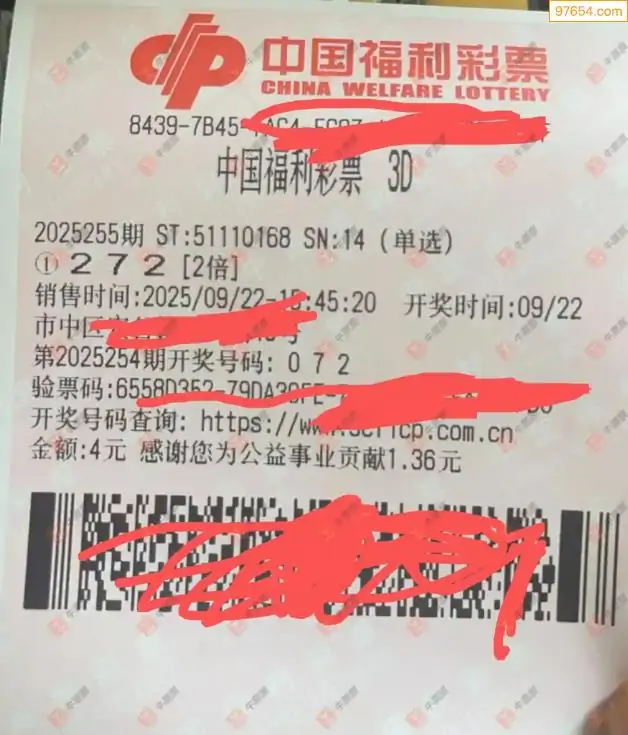 97654.com
中国福利彩票
CHINA WELFARE LOTTERY
8439-7B45-
中国福利彩票 3D
2025255期 ST:51110168 SN:14 (单选)
① 2 7 2 [2倍]
销售时间:2025/09/22-15:45:20 开奖时间:09/22
市中区
第2025254期开奖号码: 0 7 2
验票码:6558D352-79DA
开奖号码查询: https://www.scflcp.com.cn
金额:4元 感谢您为公益事业贡献1.36元